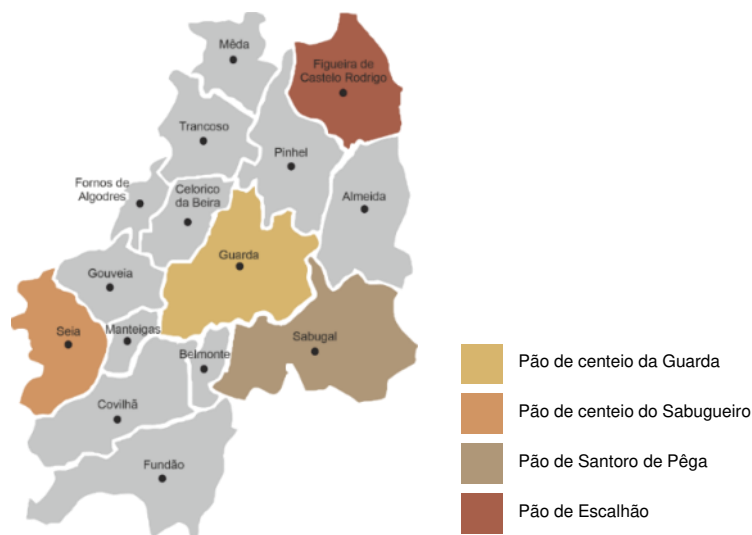 Mêda
Figueira de
Castelo Rodrigo
Trancoso
Pinhel
Fornos de
Algodres
Celorico
da Beira
Almeida
Guarda
Gouveia
Seia
Manteigas
Belmonte
Sabugal
Covilhã
Fundão
Pão de centeio da Guarda
Pão de centeio do Sabugueiro
Pão de Santoro de Pêga
Pão de Escalhão